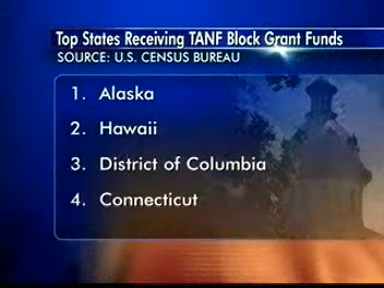 Top States Receiving TANF Block Grant Funds
SOURCE: U.S. CENSUS BUREAU
1. Alaska
2. Hawaii
3. District of Columbia
4. Connecticut